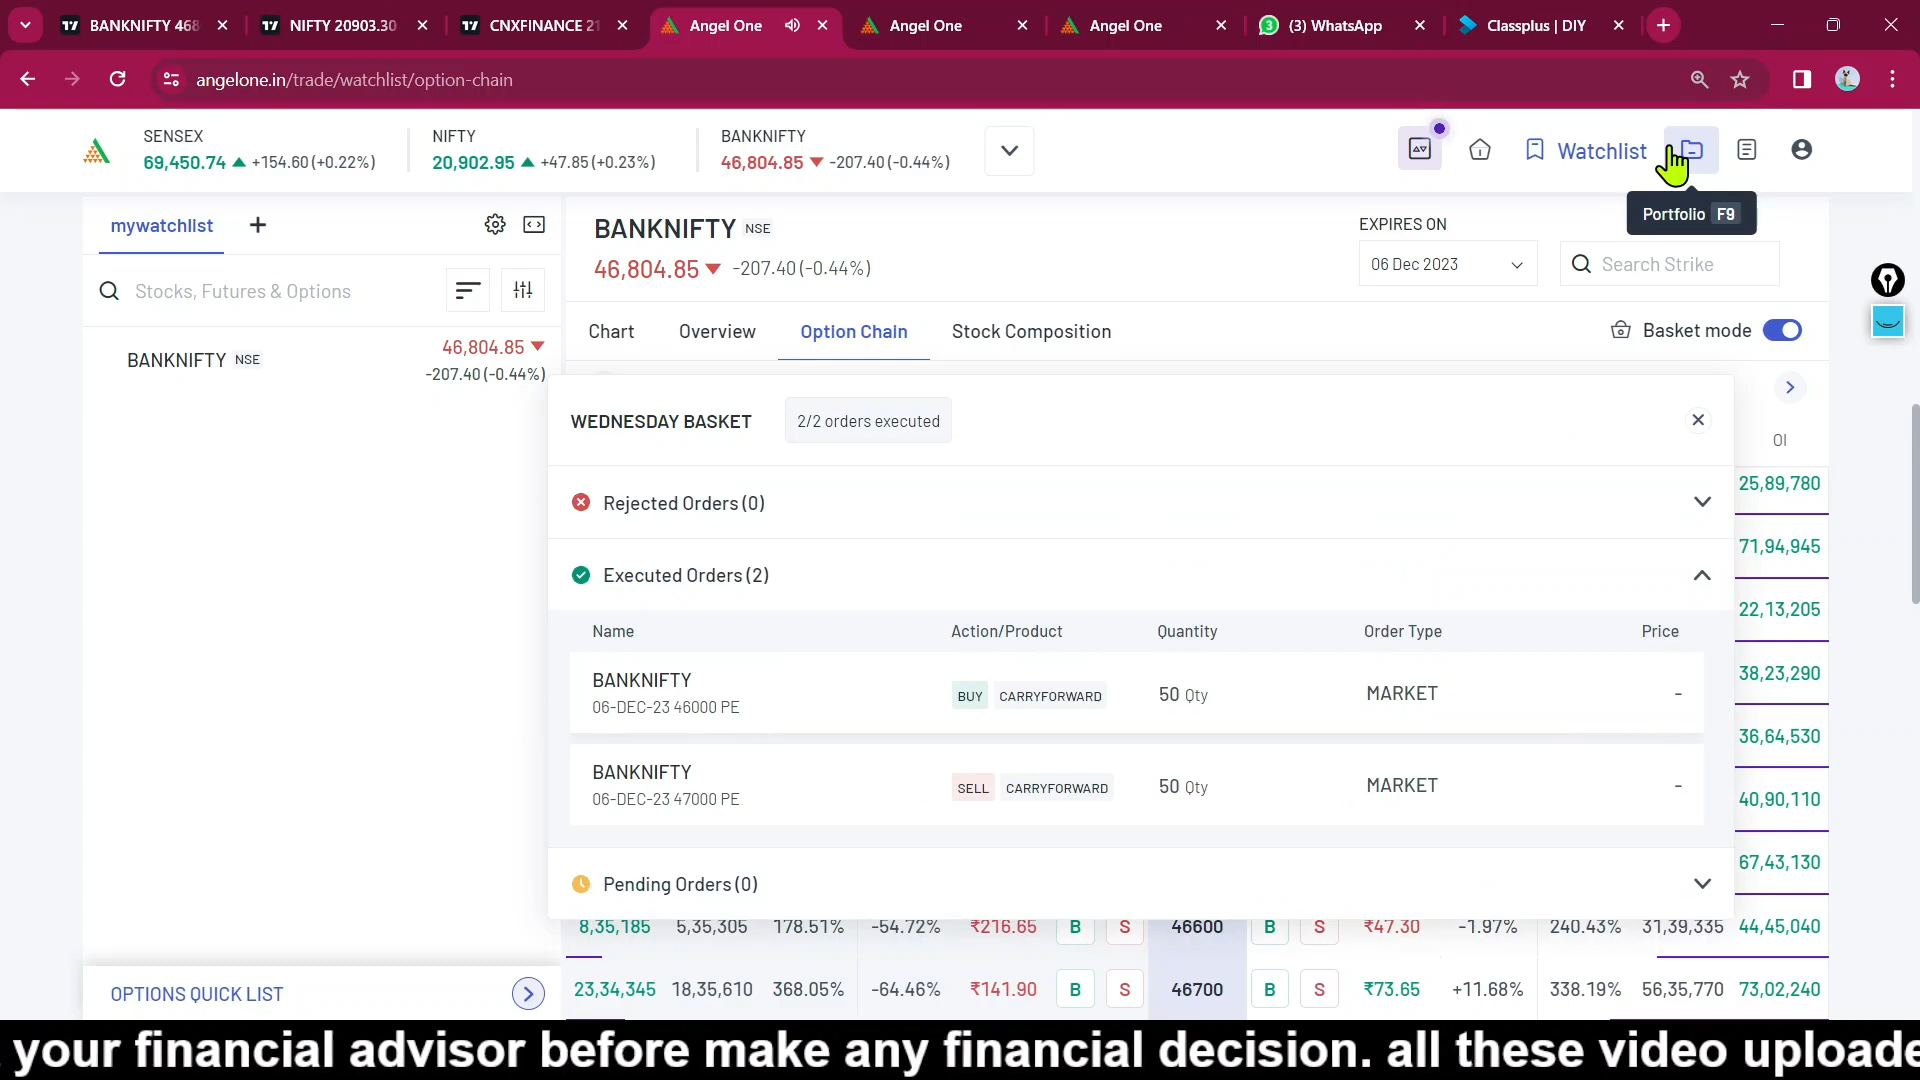 BANKNIFTY 468
NIFTY 20903.30
CNXFINANCE 21
Angel One
Angel One
Angel One
(3) WhatsApp
Classplus | DIY
angelone.in/trade/watchlist/option-chain
SENSEX
69,450.74 +154.60 (+0.22%)
NIFTY
20,902.95 +47.85 (+0.23%)
BANKNIFTY
46,804.85 -207.40 (-0.44%)
Watchlist
Portfolio F9
mywatchlist
Stocks, Futures & Options
BANKNIFTY NSE
46,804.85
-207.40 (-0.44%)
OPTIONS QUICK LIST
BANKNIFTY NSE
46,804.85 -207.40 (-0.44%)
EXPIRES ON
06 Dec 2023
Search Strike
Chart Overview Option Chain Stock Composition
Basket mode
WEDNESDAY BASKET 2/2 orders executed
Rejected Orders (0)
Executed Orders (2)
Name Action/Product Quantity Order Type Price
BANKNIFTY
06-DEC-23 46000 PE
BUY CARRYFORWARD 50 Qty MARKET -
BANKNIFTY
06-DEC-23 47000 PE
SELL CARRYFORWARD 50 Qty MARKET -
Pending Orders (0)
OI
25,89,780
71,94,945
22,13,205
38,23,290
36,64,530
40,90,110
67,43,130
8,35,185 5,35,305 178.51% -54.72% ₹216.65 B S 46600 B S ₹47.30 -1.97% 240.43% 31,39,335 44,45,040
23,34,345 18,35,610 368.05% -64.46% ₹141.90 B S 46700 B S ₹73.65 +11.68% 338.19% 56,35,770 73,02,240
your financial advisor before make any financial decision. all these video uploade